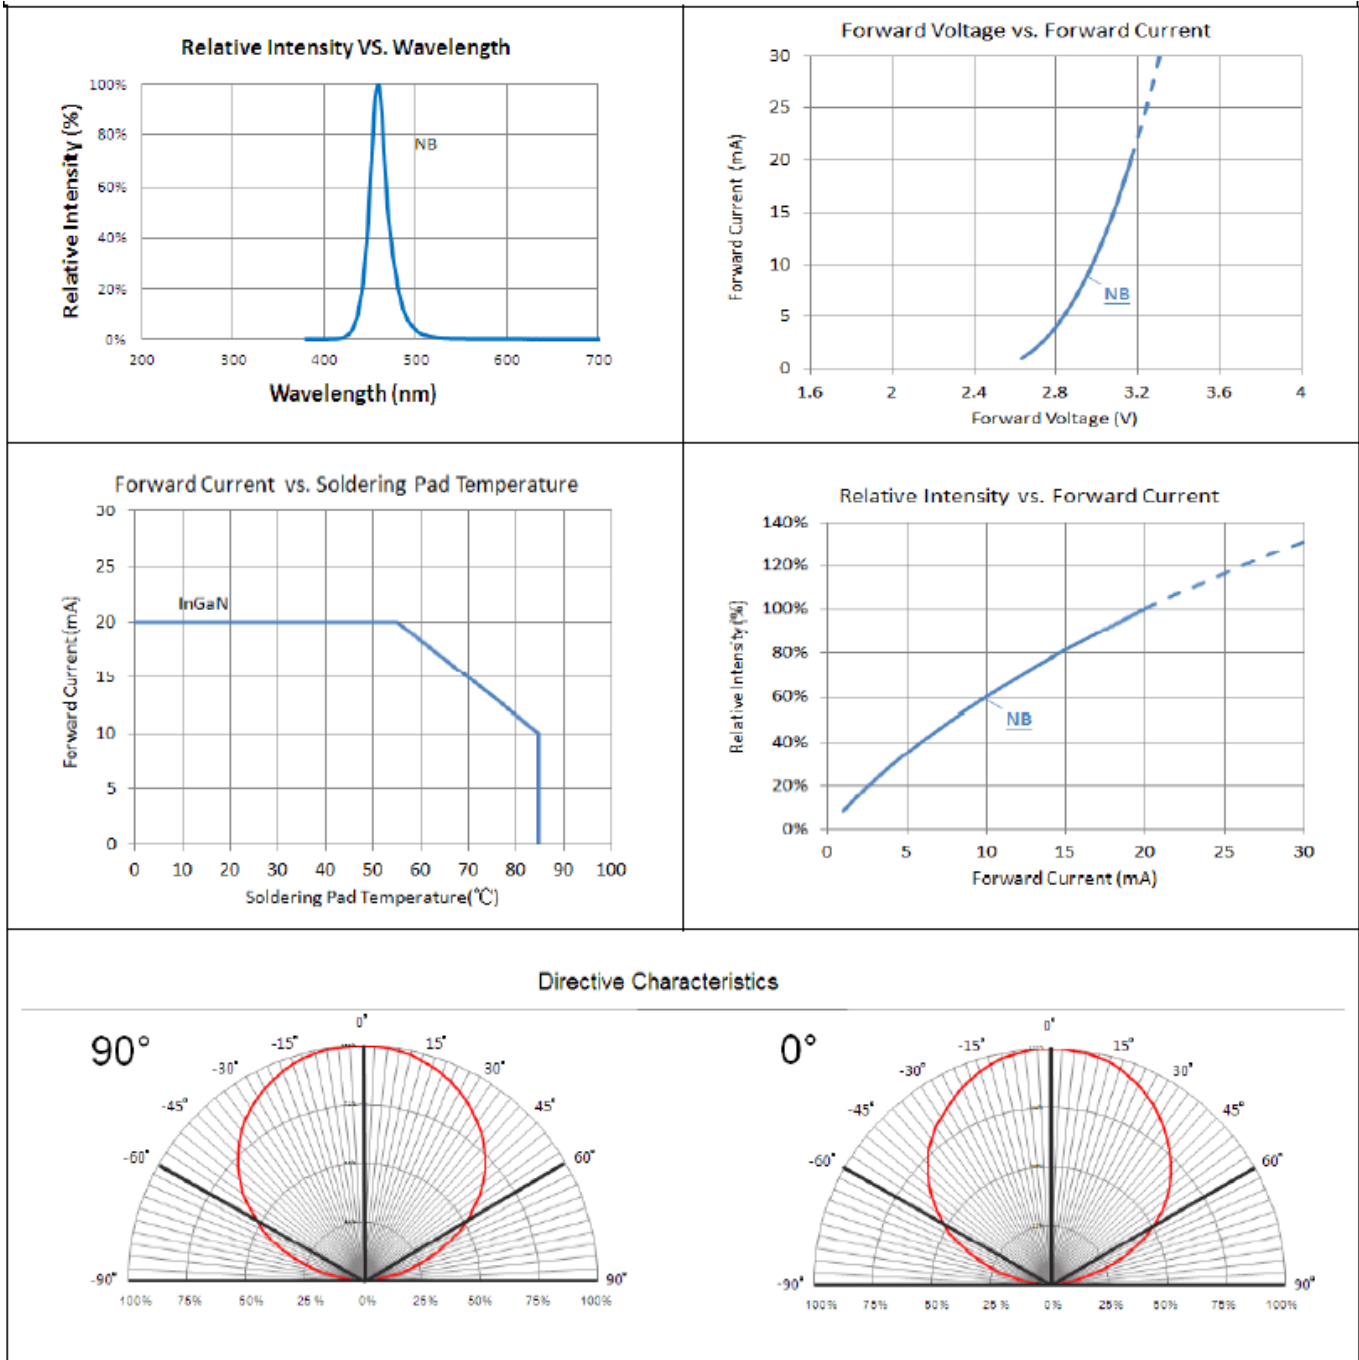 Relative Intensity VS. Wavelength
Relative Intensity (%)
100%
80%
60%
40%
20%
0%
NB
200 300 400 500 600 700
Wavelength (nm)
Forward Voltage vs. Forward Current
Forward Current (mA)
30
25
20
15
10
5
0
NB
1.6 2 2.4 2.8 3.2 3.6 4
Forward Voltage (V)
Forward Current vs. Soldering Pad Temperature
Forward Current (mA)
30
25
20
15
10
5
0
InGaN
0 10 20 30 40 50 60 70 80 90 100
Soldering Pad Temperature(℃)
Relative Intensity vs. Forward Current
Relative Intensity (%)
140%
120%
100%
80%
60%
40%
20%
0%
NB
0 5 10 15 20 25 30
Forward Current (mA)
Directive Characteristics
90°
0°
-15° 15°
-30° 30°
-45° 45°
-60° 60°
-90° 90°
100% 75% 50% 25% 0% 25% 50% 75% 100%
0°
0°
-15° 15°
-30° 30°
-45° 45°
-60° 60°
-90° 90°
100% 75% 50% 25% 0% 25% 50% 75% 100%